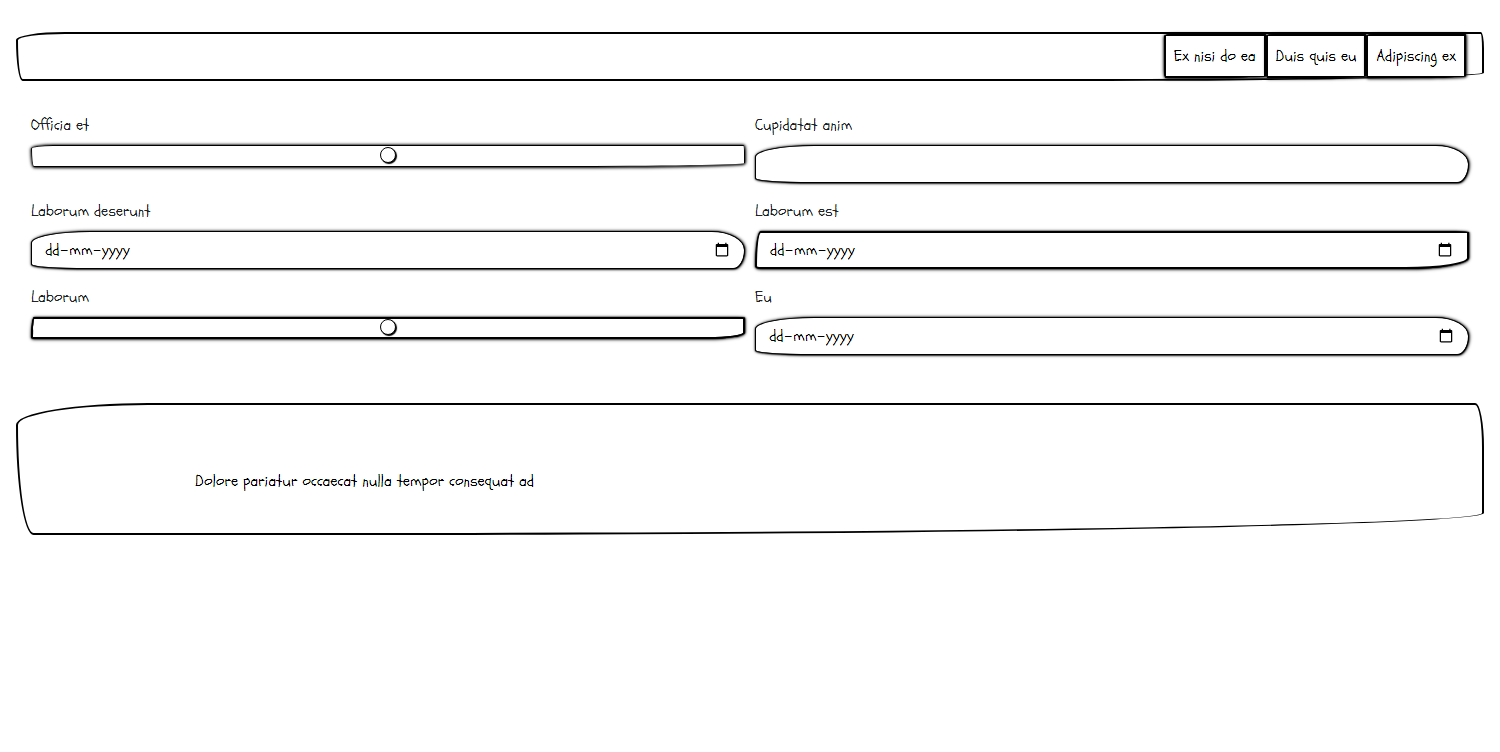 Ex nisi do ea Duis quis eu Adipiscing ex
Officia et
Cupidatat anim
Laborum deserunt
Laborum est
dd-mm-yyyy
dd-mm-yyyy
Laborum
Eu
dd-mm-yyyy
Dolore pariatur occaecat nulla tempor consequat ad